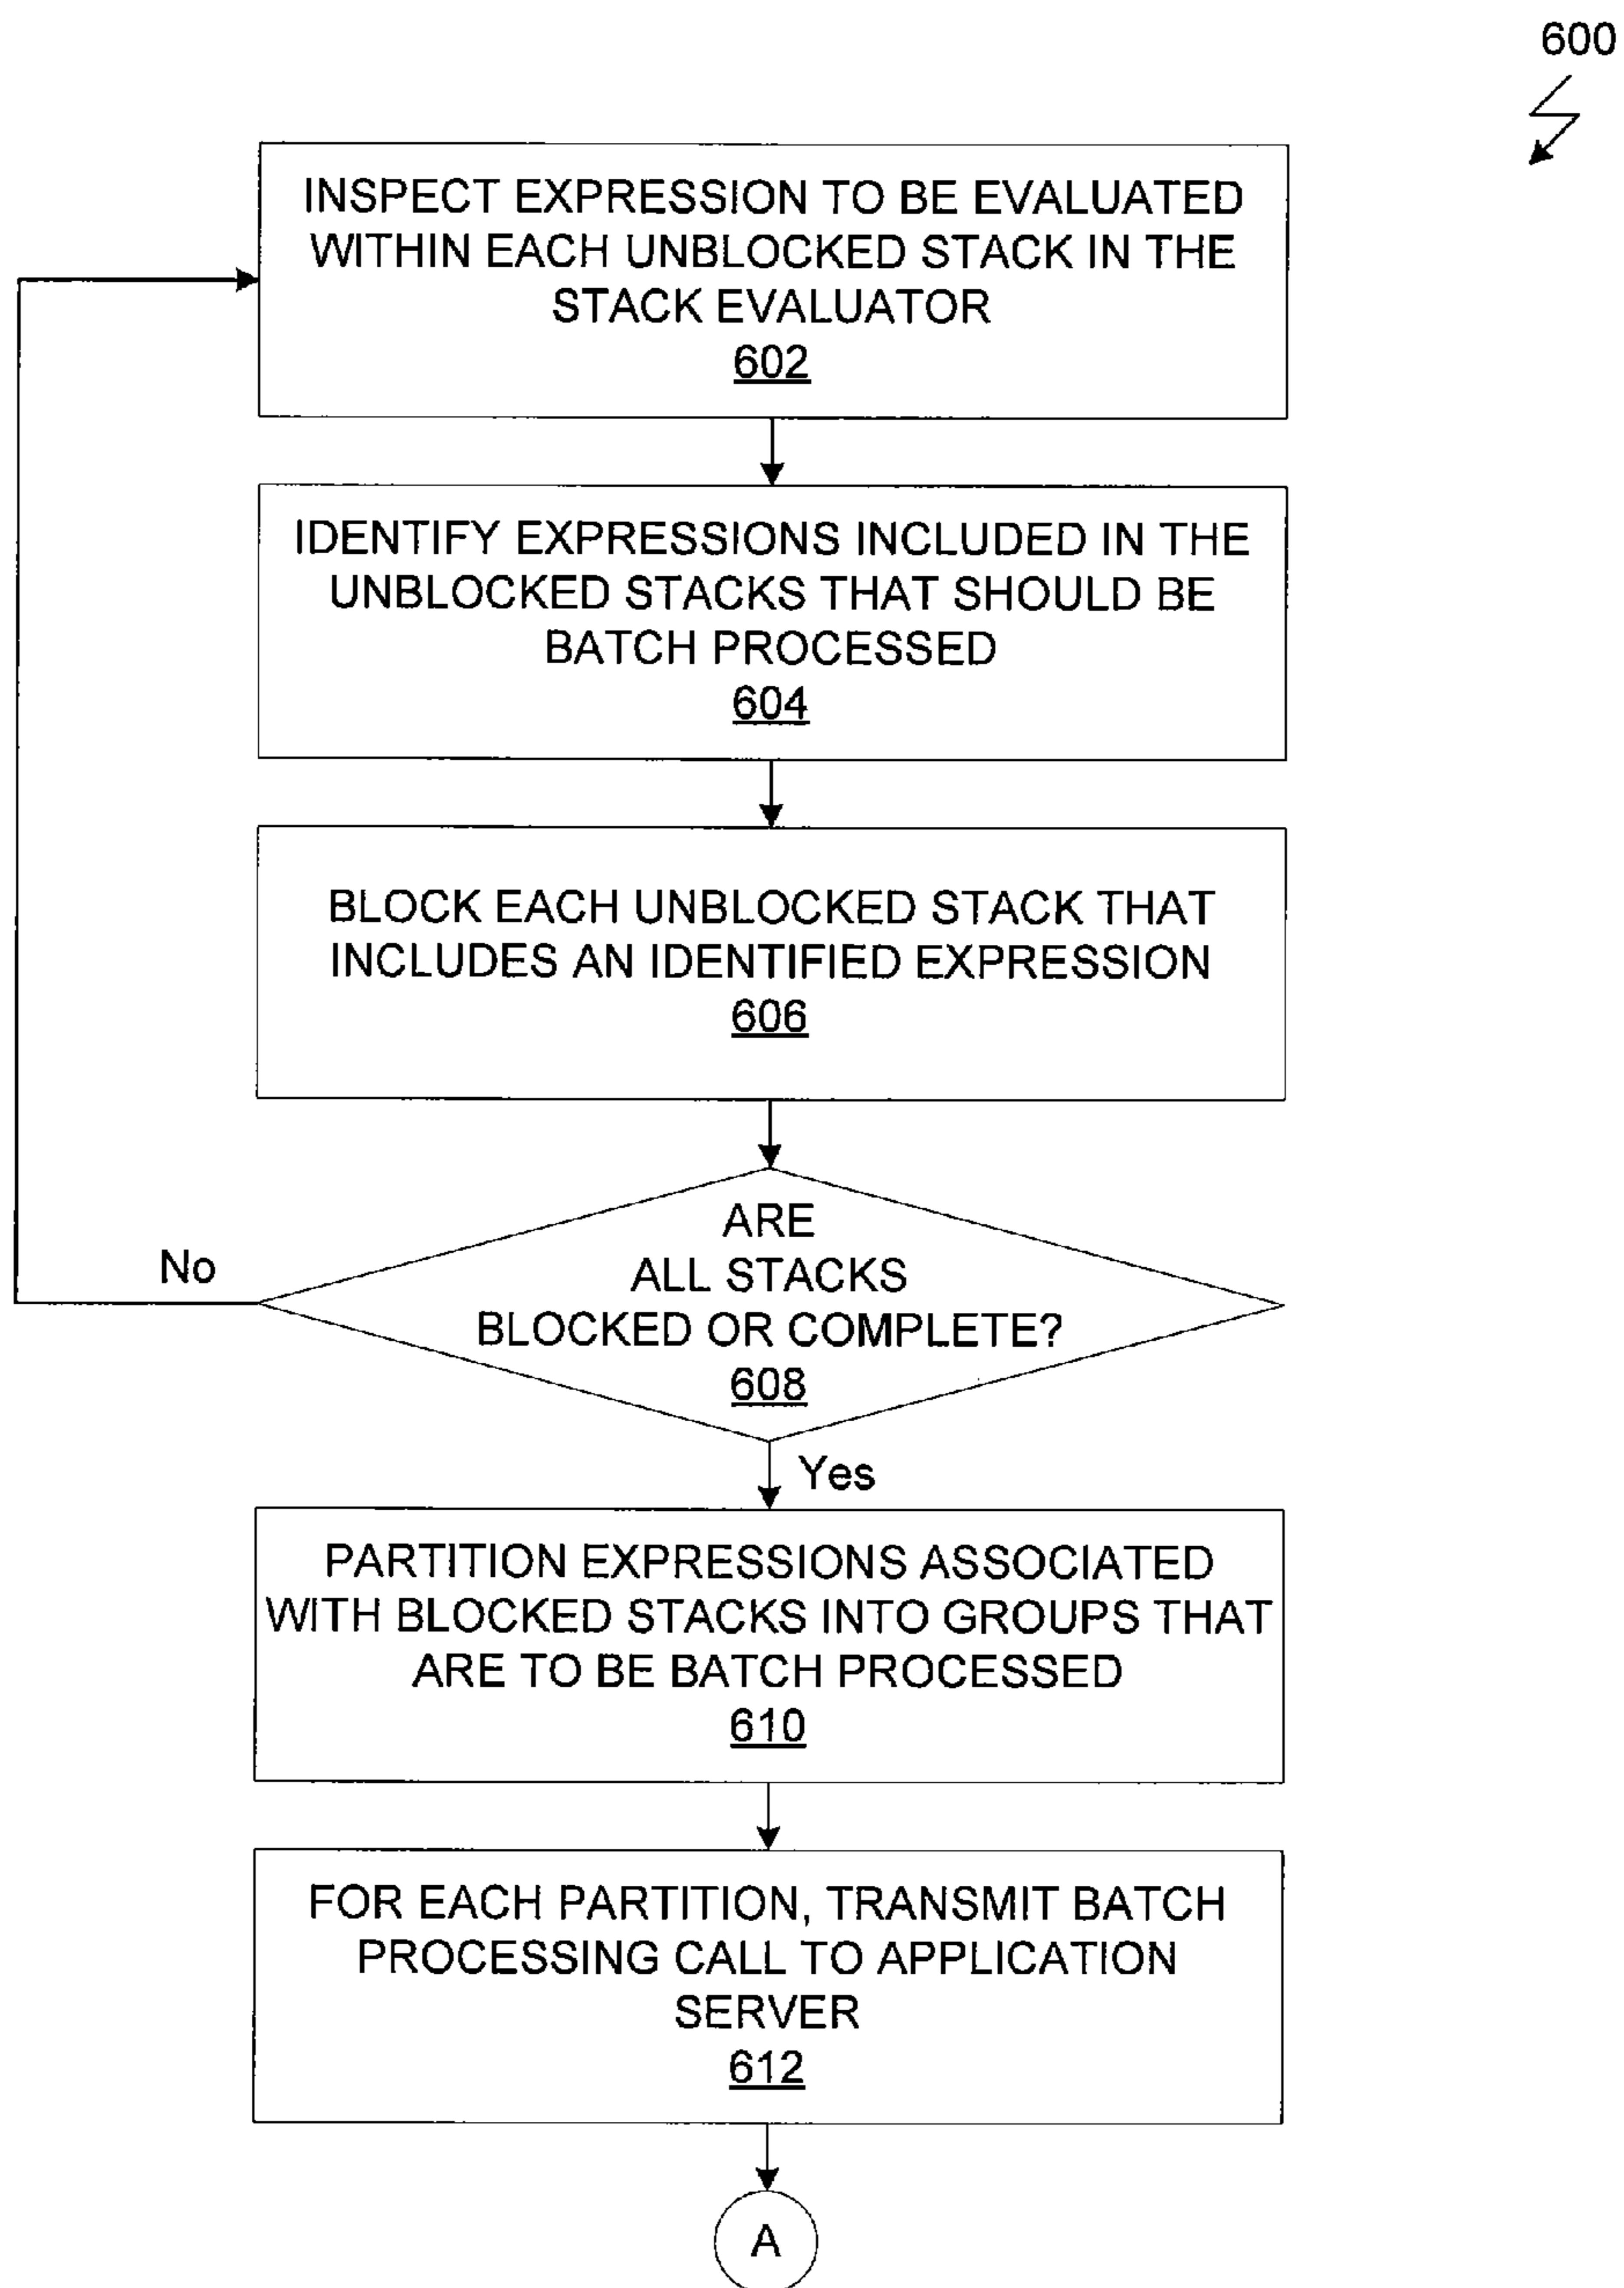 600
INSPECT EXPRESSION TO BE EVALUATED
WITHIN EACH UNBLOCKED STACK IN THE
STACK EVALUATOR
602
IDENTIFY EXPRESSIONS INCLUDED IN THE
UNBLOCKED STACKS THAT SHOULD BE
BATCH PROCESSED
604
BLOCK EACH UNBLOCKED STACK THAT
INCLUDES AN IDENTIFIED EXPRESSION
606
ARE
ALL STACKS
BLOCKED OR COMPLETE?
608
No
Yes
PARTITION EXPRESSIONS ASSOCIATED
WITH BLOCKED STACKS INTO GROUPS THAT
ARE TO BE BATCH PROCESSED
610
FOR EACH PARTITION, TRANSMIT BATCH
PROCESSING CALL TO APPLICATION
SERVER
612
A